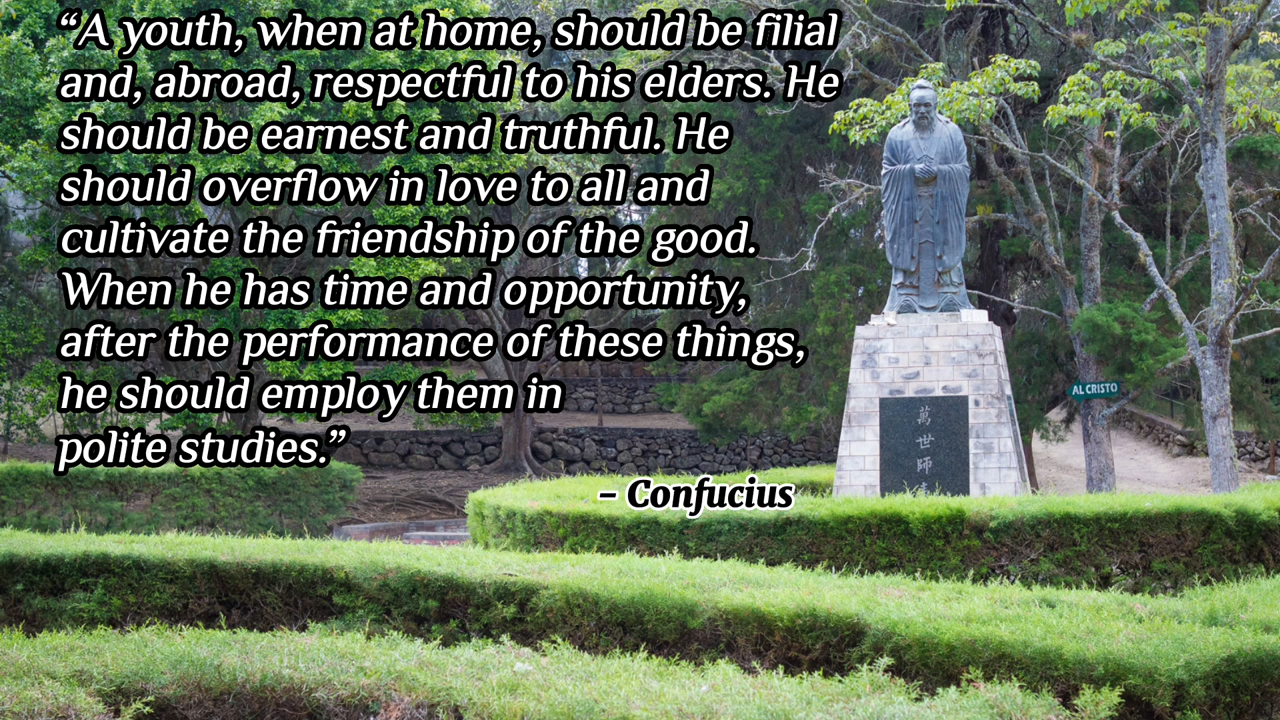 “A youth, when at home, should be filial
and, abroad, respectful to his elders. He
should be earnest and truthful. He
should overflow in love to all and
cultivate the friendship of the good.
When he has time and opportunity,
after the performance of these things,
he should employ them in
polite studies.”
– Confucius
AL CRISTO
萬
世
師